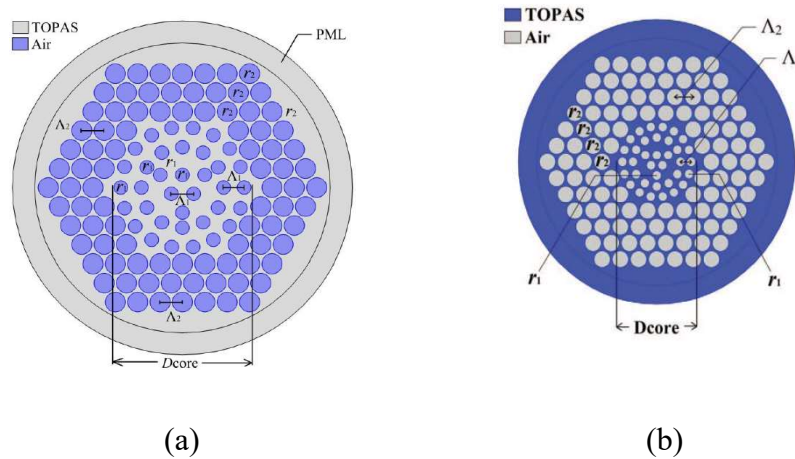 TOPAS
Air
PML
r₂
r₂
r₂
r₂
Λ₂
r₁
r₁
r₁
r₁
Λ₁
Λ₁
Λ₂
Dcore
(a)
TOPAS
Air
Λ₂
Λ
r₂
r₂
r₂
r₂
r₁
r₁
Dcore
(b)